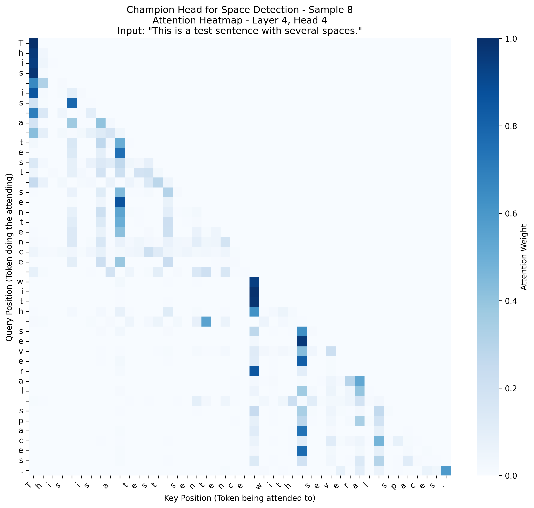 Champion Head for Space Detection - Sample 8
Attention Heatmap - Layer 4, Head 4
Input: "This is a test sentence with several spaces."
T
h
i
s
i
s
a
t
e
s
t
s
e
n
t
e
n
c
e
w
i
t
h
s
e
v
e
r
a
l
s
p
a
c
e
s
.
Query Position (Token doing the attending)
T h i s i s a t e s t s e n t e n c e w i t h s e v e r a l s p a c e s .
Key Position (Token being attended to)
1.0
0.8
0.6
0.4
0.2
0.0
Attention Weight